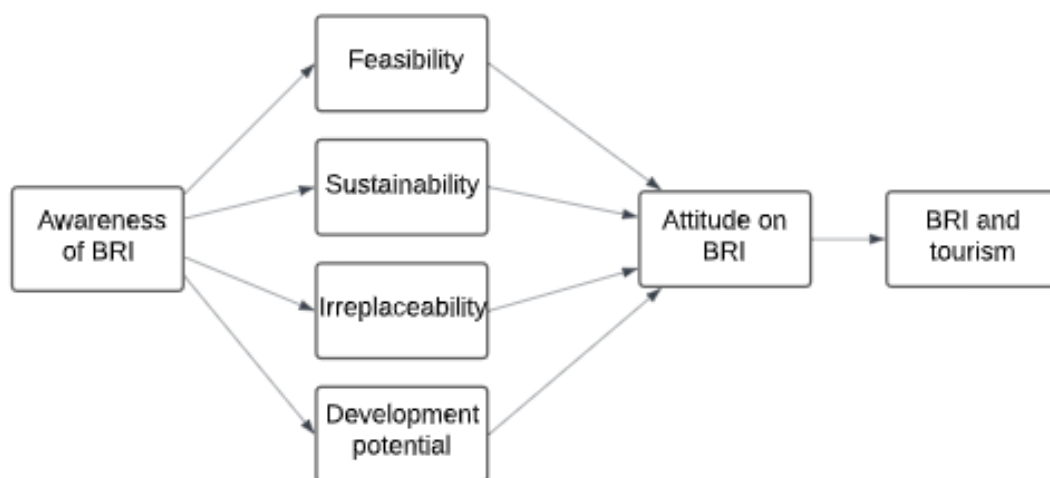 Feasibility
Sustainability
Awareness
of BRI
Attitude on
BRI
BRI and
tourism
Irreplaceability
Development
potential